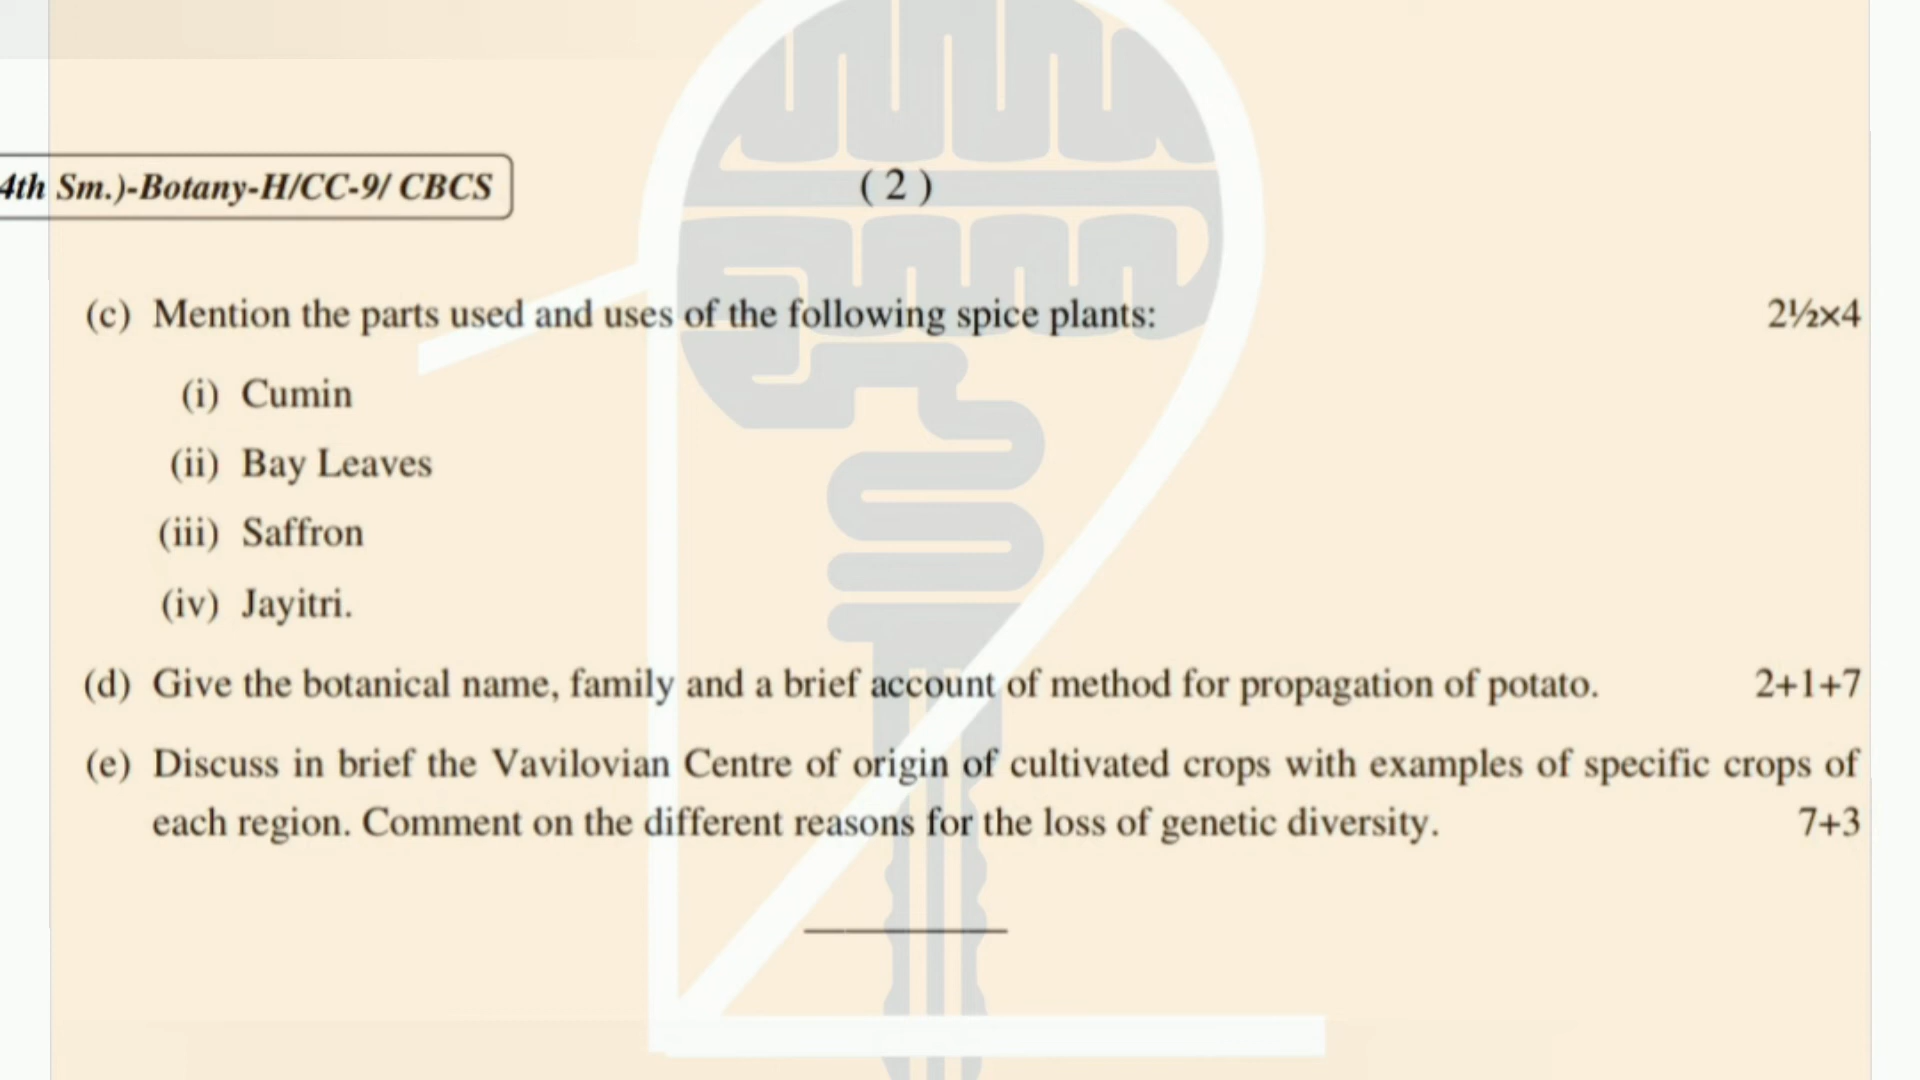 4th Sm.)-Botany-H/CC-9/ CBCS
( 2 )
(c) Mention the parts used and uses of the following spice plants: 2½×4
(i) Cumin
(ii) Bay Leaves
(iii) Saffron
(iv) Jayitri.
(d) Give the botanical name, family and a brief account of method for propagation of potato. 2+1+7
(e) Discuss in brief the Vavilovian Centre of origin of cultivated crops with examples of specific crops of
each region. Comment on the different reasons for the loss of genetic diversity. 7+3